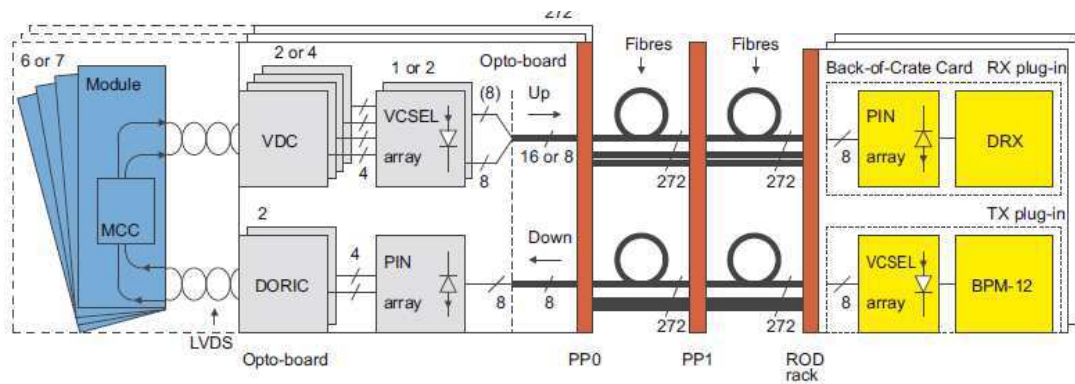 272
6 or 7
Module
MCC
LVDS
2 or 4
VDC
4
4
1 or 2
VCSEL
array
(8)
8
Opto-board
Up
16 or 8
Fibres
Fibres
272
272
Back-of-Crate Card
RX plug-in
8
PIN
array
DRX
2
DORIC
4
PIN
array
8
Down
8
272
272
TX plug-in
8
VCSEL
array
BPM-12
Opto-board
PP0
PP1
ROD
rack